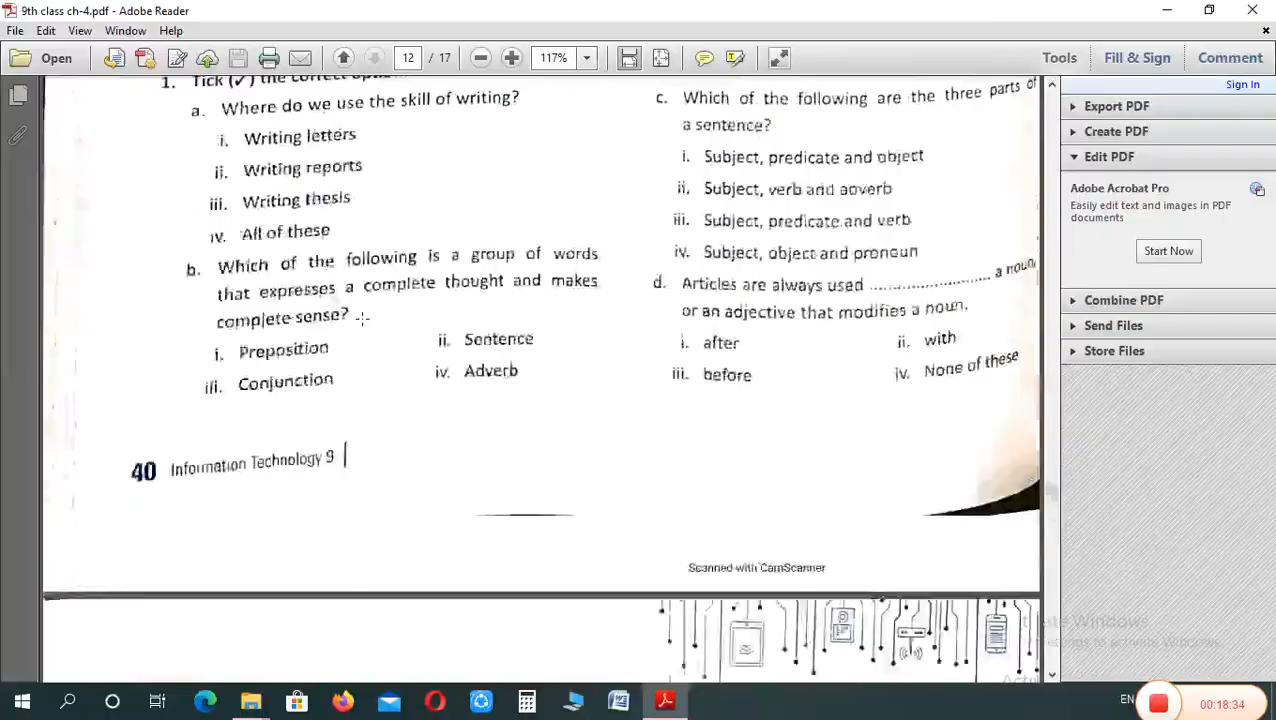 9th class ch-4.pdf - Adobe Reader
File Edit View Window Help
Open
12 / 17
117%
Tools Fill & Sign Comment
Sign In
Export PDF
Create PDF
Edit PDF
Adobe Acrobat Pro
Easily edit text and images in PDF
documents
Start Now
Combine PDF
Send Files
Store Files
1. Tick (✓) the correct
a. Where do we use the skill of writing?
i. Writing letters
ii. Writing reports
iii. Writing thesis
iv. All of these
b. Which of the following is a group of words
that expresses a complete thought and makes
complete sense?
i. Preposition ii. Sentence
iii. Conjunction iv. Adverb
c. Which of the following are the three parts of
a sentence?
i. Subject, predicate and object
ii. Subject, verb and adverb
iii. Subject, predicate and verb
iv. Subject, object and pronoun
d. Articles are always used ........................ a noun
or an adjective that modifies a noun.
i. after ii. with
iii. before iv. None of these
40 Information Technology 9
Scanned with CamScanner
Windows
to activate Windows.
EN
00:18:34